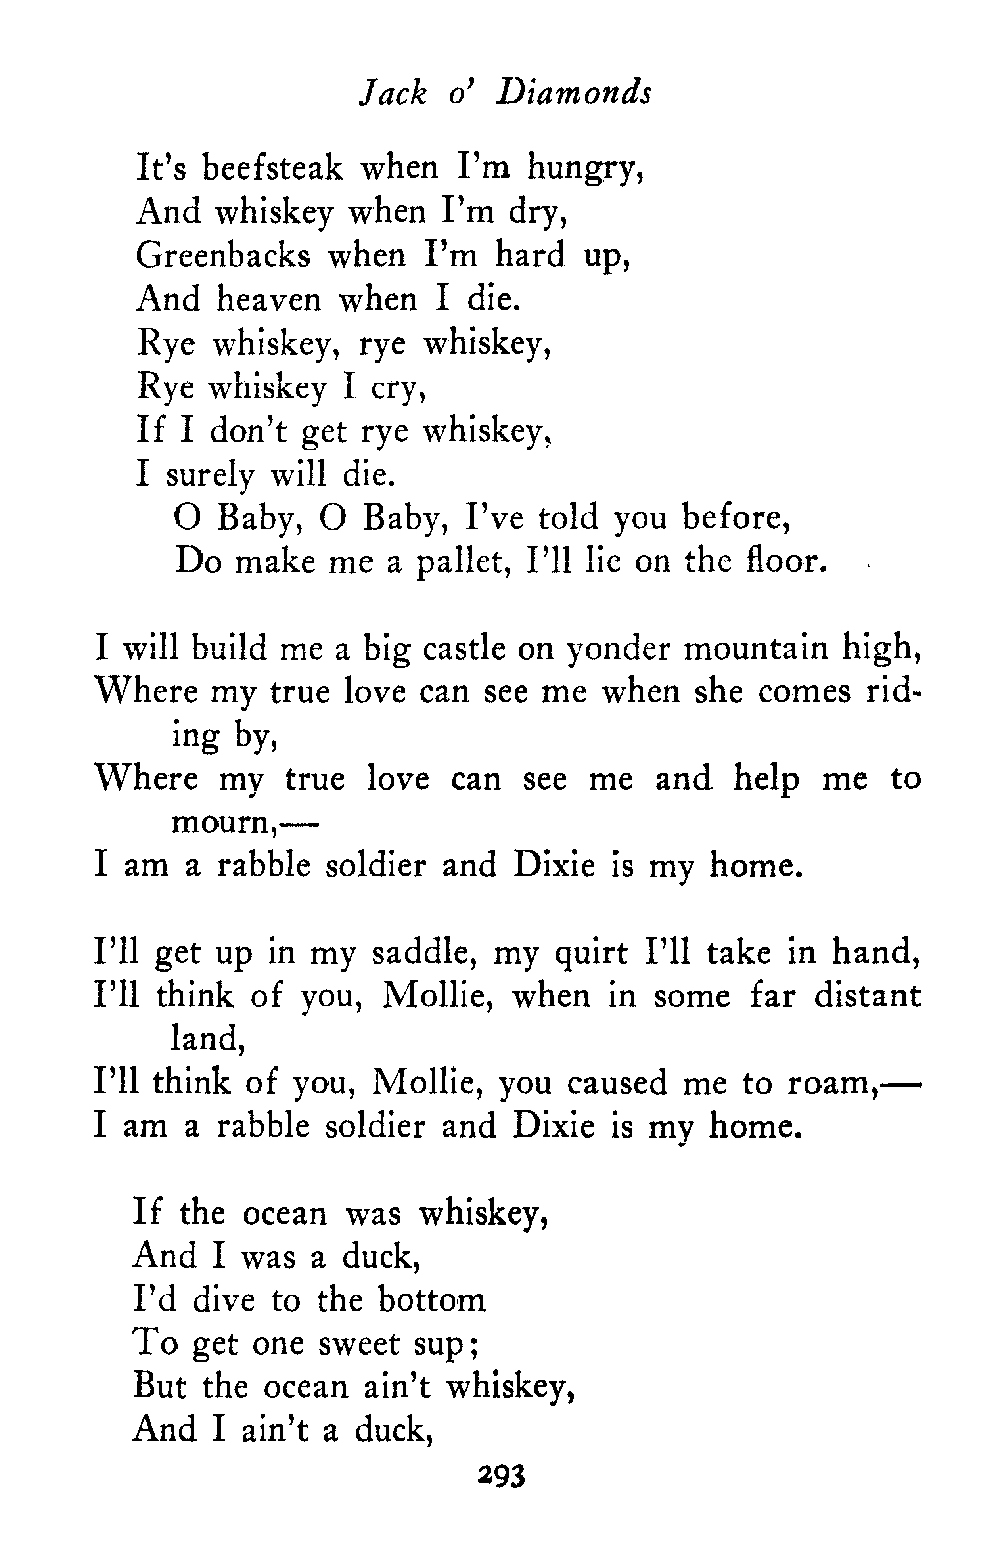 Jack o' Diamonds
It's beefsteak when I'm hungry,
And whiskey when I'm dry,
Greenbacks when I'm hard up,
And heaven when I die.
Rye whiskey, rye whiskey,
Rye whiskey I cry,
If I don't get rye whiskey,
I surely will die.
O Baby, O Baby, I've told you before,
Do make me a pallet, I'll lie on the floor.
I will build me a big castle on yonder mountain high,
Where my true love can see me when she comes rid-
ing by,
Where my true love can see me and help me to
mourn,—
I am a rabble soldier and Dixie is my home.
I'll get up in my saddle, my quirt I'll take in hand,
I'll think of you, Mollie, when in some far distant
land,
I'll think of you, Mollie, you caused me to roam,—
I am a rabble soldier and Dixie is my home.
If the ocean was whiskey,
And I was a duck,
I'd dive to the bottom
To get one sweet sup;
But the ocean ain't whiskey,
And I ain't a duck,
293